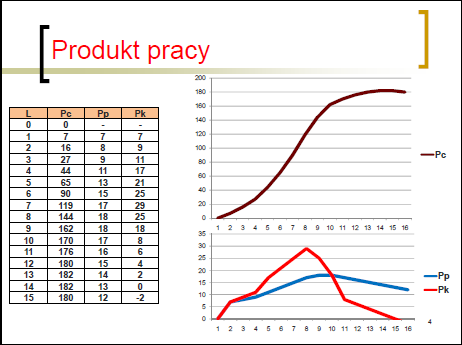 Produkt pracy
L Pc Pp Pk
0 0 -
1 7 7 7
2 16 8 9
3 27 9 11
4 44 11 17
5 65 13 21
6 90 15 25
7 119 17 29
8 144 18 25
9 162 18 18
10 170 17 8
11 176 16 6
12 180 15 4
13 182 14 2
14 182 13 0
15 180 12 -2
200
180
160
140
120
100
80
60
40
20
0
1 2 3 4 5 6 7 8 9 10 11 12 13 14 15 16
Pc
35
30
25
20
15
10
5
0
1 2 3 4 5 6 7 8 9 10 11 12 13 14 15 16
Pp
Pk
4